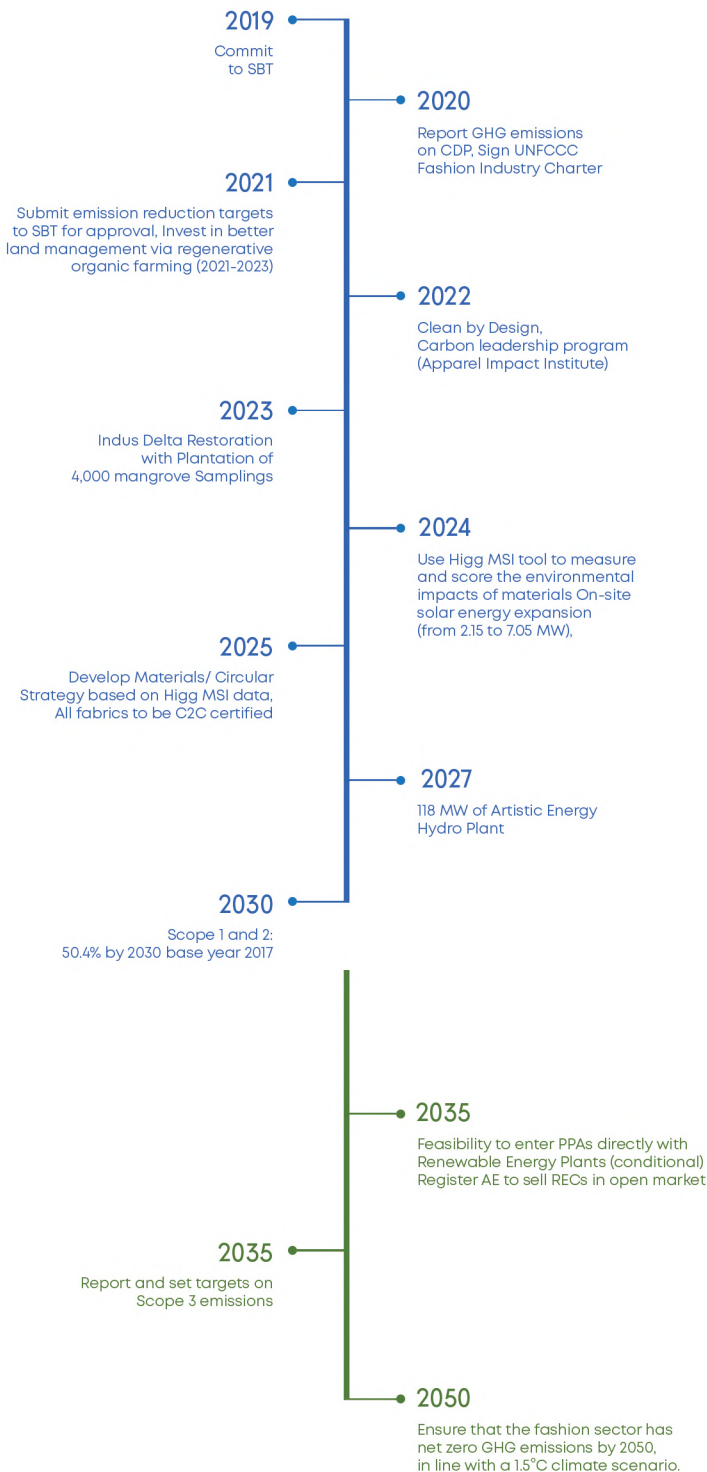 2019
Commit
to SBT
2020
Report GHG emissions
on CDP, Sign UNFCCC
Fashion Industry Charter
2021
Submit emission reduction targets
to SBT for approval, Invest in better
land management via regenerative
organic farming (2021-2023)
2022
Clean by Design,
Carbon leadership program
(Apparel Impact Institute)
2023
Indus Delta Restoration
with Plantation of
4,000 mangrove Samplings
2024
Use Higg MSI tool to measure
and score the environmental
impacts of materials On-site
solar energy expansion
(from 2.15 to 7.05 MW),
2025
Develop Materials/ Circular
Strategy based on Higg MSI data,
All fabrics to be C2C certified
2027
118 MW of Artistic Energy
Hydro Plant
2030
Scope 1 and 2:
50.4% by 2030 base year 2017
2035
Feasibility to enter PPAs directly with
Renewable Energy Plants (conditional)
Register AE to sell RECs in open market
2035
Report and set targets on
Scope 3 emissions
2050
Ensure that the fashion sector has
net zero GHG emissions by 2050,
in line with a 1.5°C climate scenario.